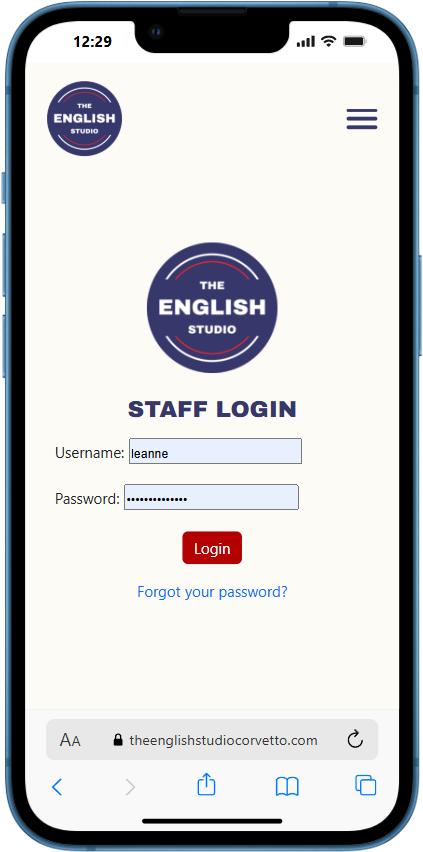 12:29
THE
ENGLISH
STUDIO
THE
ENGLISH
STUDIO
STAFF LOGIN
Username: leanne
Password: ••••••••••••••
Login
Forgot your password?
AA theenglishstudiocorvetto.com